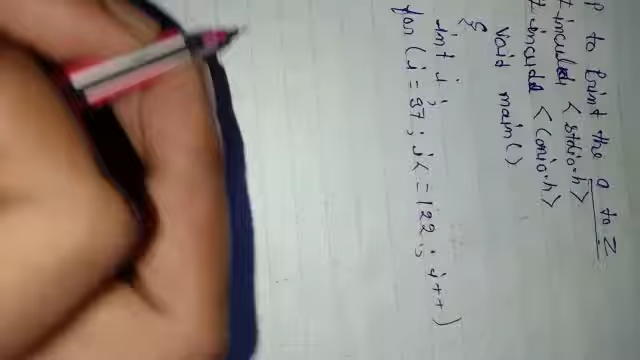 P to Print the a to Z
# include < stdio.h>
# include < conio.h>
void main()
{
int i;
for (i=97; i<=122; i++)